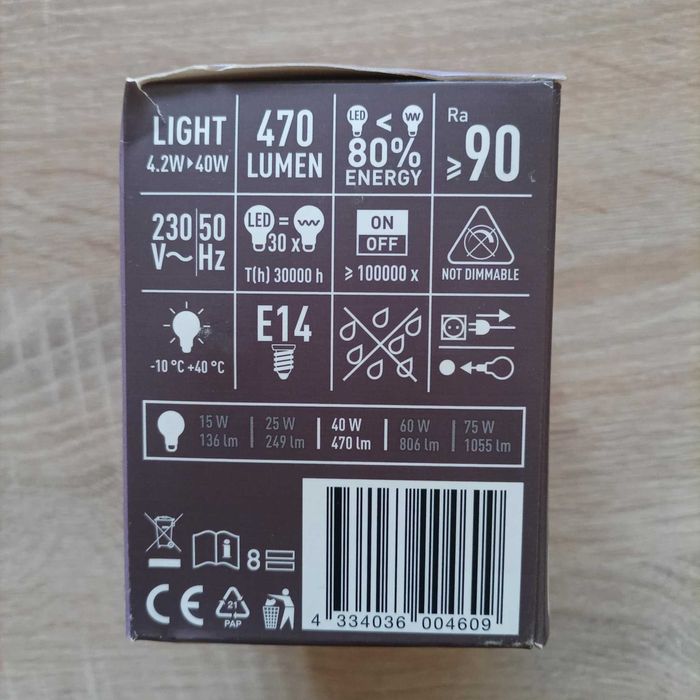 LIGHT
4.2W▸40W
470
LUMEN
LED <
80%
ENERGY
Ra
≥90
230 V~
50 Hz
LED =
30 x
T(h) 30000 h
ON
OFF
≥ 100000 x
NOT DIMMABLE
-10 °C +40 °C
E14
15 W 25 W 40 W 60 W 75 W
136 lm 249 lm 470 lm 806 lm 1055 lm
i
8
CE
21
PAP
4 334036 004609